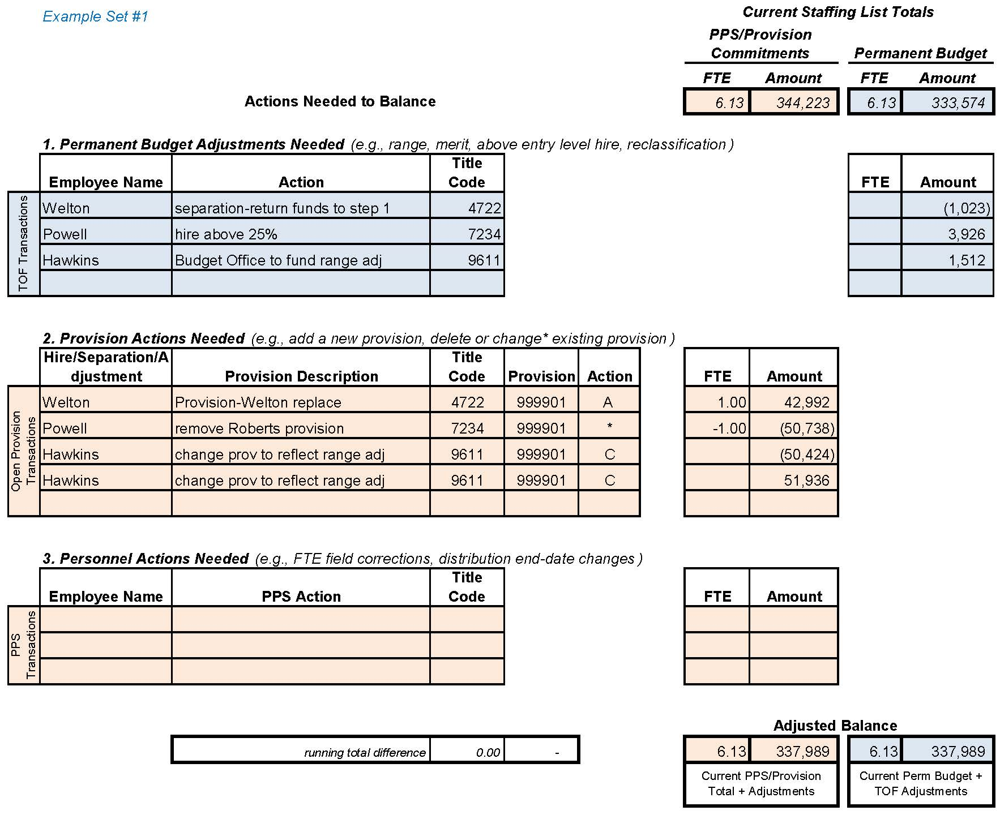 Example Set #1
Current Staffing List Totals
PPS/Provision
Commitments Permanent Budget
FTE Amount FTE Amount
Actions Needed to Balance 6.13 344,223 6.13 333,574
1. Permanent Budget Adjustments Needed (e.g., range, merit, above entry level hire, reclassification )
Title
Employee Name Action Code FTE Amount
TOF Transactions
Welton separation-return funds to step 1 4722 (1,023)
Powell hire above 25% 7234 3,926
Hawkins Budget Office to fund range adj 9611 1,512
2. Provision Actions Needed (e.g., add a new provision, delete or change* existing provision )
Hire/Separation/A Title
djustment Provision Description Code Provision Action FTE Amount
Open Provision
Transactions
Welton Provision-Welton replace 4722 999901 A 1.00 42,992
Powell remove Roberts provision 7234 999901 * -1.00 (50,738)
Hawkins change prov to reflect range adj 9611 999901 C (50,424)
Hawkins change prov to reflect range adj 9611 999901 C 51,936
3. Personnel Actions Needed (e.g., FTE field corrections, distribution end-date changes )
Title
Employee Name PPS Action Code FTE Amount
PPS
Transactions
Adjusted Balance
running total difference 0.00 - 6.13 337,989 6.13 337,989
Current PPS/Provision Current Perm Budget +
Total + Adjustments TOF Adjustments